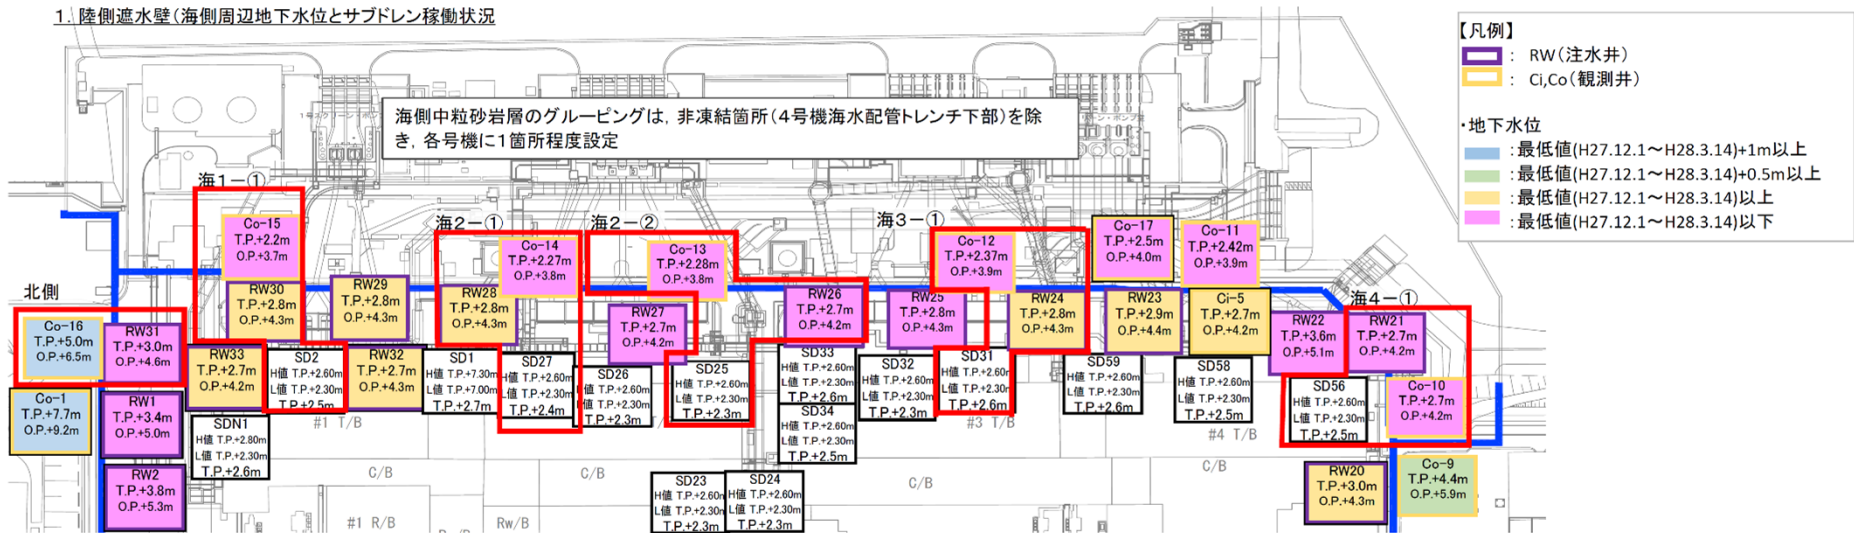 1. 陸側遮水壁(海側周辺地下水位とサブドレン稼働状況
【凡例】
: RW(注水井)
: Ci,Co(観測井)
・地下水位
:最低値(H27.12.1～H28.3.14)+1m以上
:最低値(H27.12.1～H28.3.14)+0.5m以上
:最低値(H27.12.1～H28.3.14)以上
:最低値(H27.12.1～H28.3.14)以下
海側中粒砂岩層のグルーピングは, 非凍結箇所(4号機海水配管トレンチ下部)を除
き, 各号機に1箇所程度設定
海1-①
海2-①
海2-②
海3-①
海4-①
北側
Co-15
T.P.+2.2m
O.P.+3.7m
Co-14
T.P.+2.27m
O.P.+3.8m
Co-13
T.P.+2.28m
O.P.+3.8m
Co-12
T.P.+2.37m
O.P.+3.9m
Co-17
T.P.+2.5m
O.P.+4.0m
Co-11
T.P.+2.42m
O.P.+3.9m
RW30
T.P.+2.8m
O.P.+4.3m
RW29
T.P.+2.8m
O.P.+4.3m
RW28
T.P.+2.8m
O.P.+4.3m
RW27
T.P.+2.7m
O.P.+4.2m
RW26
T.P.+2.7m
O.P.+4.2m
RW25
T.P.+2.8m
O.P.+4.3m
RW24
T.P.+2.8m
O.P.+4.3m
RW23
T.P.+2.9m
O.P.+4.4m
Ci-5
T.P.+2.7m
O.P.+4.2m
RW22
T.P.+3.6m
O.P.+5.1m
RW21
T.P.+2.7m
O.P.+4.2m
Co-16
T.P.+5.0m
O.P.+6.5m
RW31
T.P.+3.0m
O.P.+4.6m
RW33
T.P.+2.7m
O.P.+4.2m
SD2
H値 T.P.+2.60m
L値 T.P.+2.30m
T.P.+2.5m
RW32
T.P.+2.7m
O.P.+4.3m
SD1
H値 T.P.+7.30m
L値 T.P.+7.00m
T.P.+2.7m
SD27
H値 T.P.+2.60m
L値 T.P.+2.30m
T.P.+2.4m
SD26
H値 T.P.+2.60m
L値 T.P.+2.30m
T.P.+2.3m
SD25
H値 T.P.+2.60m
L値 T.P.+2.30m
T.P.+2.3m
SD33
H値 T.P.+2.60m
L値 T.P.+2.30m
T.P.+2.6m
SD34
H値 T.P.+2.60m
L値 T.P.+2.30m
T.P.+2.5m
SD32
H値 T.P.+2.60m
L値 T.P.+2.30m
T.P.+2.3m
SD31
H値 T.P.+2.60m
L値 T.P.+2.30m
T.P.+2.6m
SD59
H値 T.P.+2.60m
L値 T.P.+2.30m
T.P.+2.6m
SD58
H値 T.P.+2.60m
L値 T.P.+2.30m
T.P.+2.5m
SD56
H値 T.P.+2.60m
L値 T.P.+2.30m
T.P.+2.5m
Co-10
T.P.+2.7m
O.P.+4.2m
Co-1
T.P.+7.7m
O.P.+9.2m
RW1
T.P.+3.4m
O.P.+5.0m
SDN1
H値 T.P.+2.80m
L値 T.P.+2.30m
T.P.+2.6m
RW2
T.P.+3.8m
O.P.+5.3m
SD23
H値 T.P.+2.60m
L値 T.P.+2.30m
T.P.+2.3m
SD24
H値 T.P.+2.60m
L値 T.P.+2.30m
T.P.+2.3m
RW20
T.P.+3.0m
O.P.+4.3m
Co-9
T.P.+4.4m
O.P.+5.9m
#1 T/B
#3 T/B
#4 T/B
C/B
C/B
C/B
C/B
#1 R/B
Rw/B